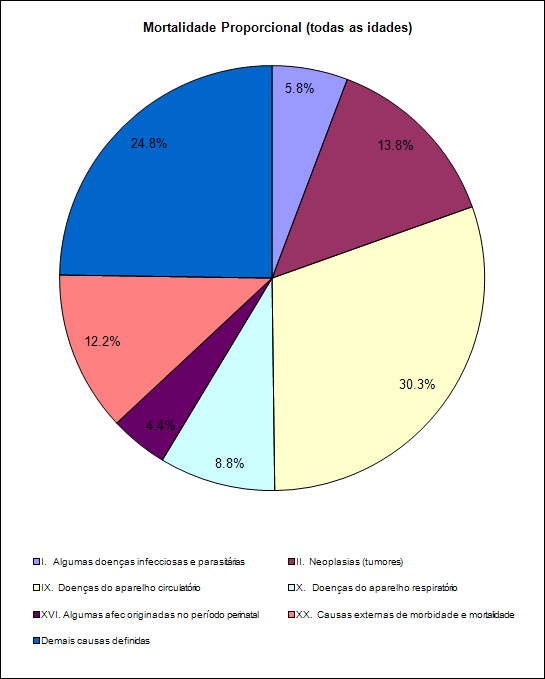 Mortalidade Proporcional (todas as idades)
5.8%
13.8%
24.8%
12.2%
30.3%
4.4%
8.8%
I. Algumas doenças infecciosas e parasitárias
II. Neoplasias (tumores)
IX. Doenças do aparelho circulatório
X. Doenças do aparelho respiratório
XVI. Algumas afec originadas no período perinatal
XX. Causas externas de morbidade e mortalidade
Demais causas definidas